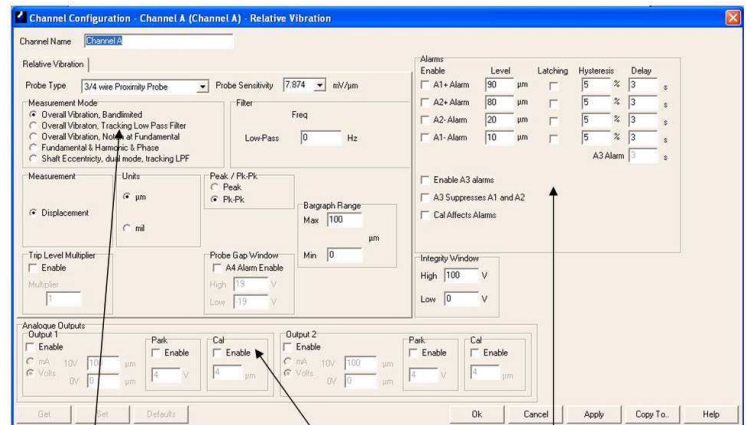 Channel Configuration - Channel A (Channel A) - Relative Vibration
Channel Name Channel A
Relative Vibration
Probe Type 3/4 wire Proximity Probe Probe Sensitivity 7.874 mV/µm
Measurement Mode
Overall Vibration, Bandlimited
Overall Vibration, Tracking Low Pass Filter
Overall Vibration, Notch at Fundamental
Fundamental & Harmonic & Phase
Shaft Eccentricty, dual mode, tracking LPF
Filter
Freq
Low-Pass 0 Hz
Measurement
Displacement
Units
µm
mil
Peak / Pk-Pk
Peak
Pk-Pk
Bargraph Range
Max 100
µm
Min 0
Trip Level Multiplier
Enable
Multiplier
1
Probe Gap Window
A4 Alarm Enable
High 19 V
Low 19 V
Alarms
Enable Level Latching Hysteresis Delay
A1+ Alarm 90 µm 5 % 3 s
A2+ Alarm 80 µm 5 % 3 s
A2- Alarm 20 µm 5 % 3 s
A1- Alarm 10 µm 5 % 3 s
A3 Alarm 3 s
Enable A3 alarms
A3 Suppresses A1 and A2
Cal Affects Alarms
Integrity Window
High 100 V
Low 0 V
Analogue Outputs
Output 1
Enable
mA 10V 100 µm
Volts 0V 0 µm
Park
Enable
4 V
Cal
Enable
4 µm
Output 2
Enable
mA 10V 100 µm
Volts 0V 0 µm
Park
Enable
4 V
Cal
Enable
4 µm
Get Set Defaults Ok Cancel Apply Copy To.. Help